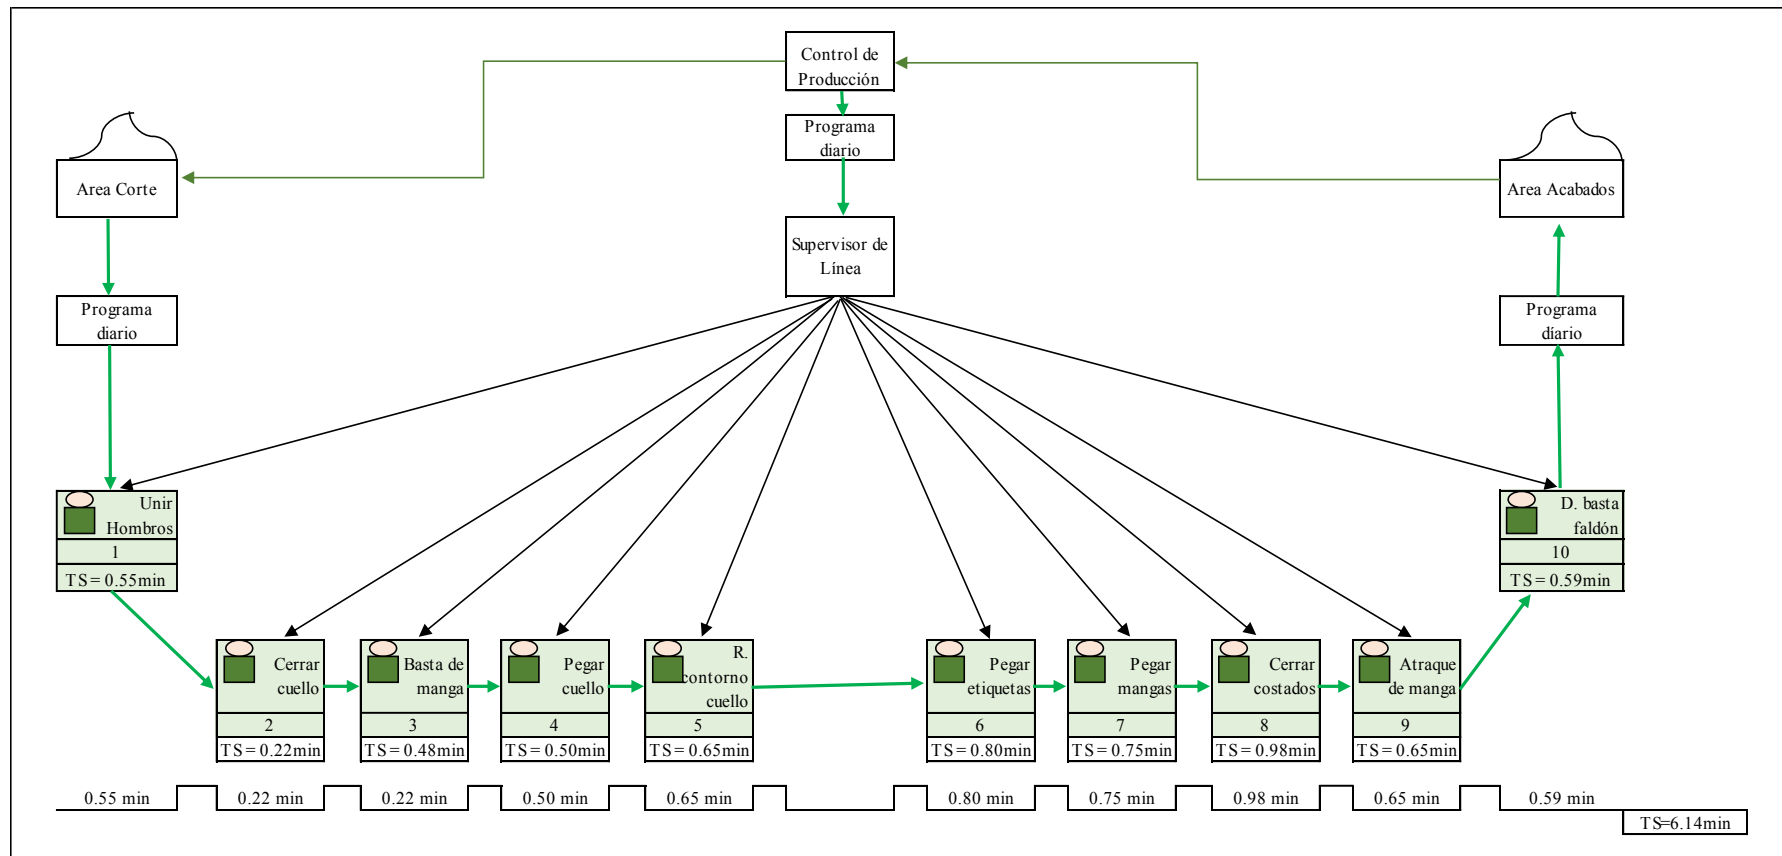 Control de
Producción
Programa
diario
Area Corte
Area Acabados
Supervisor de
Línea
Programa
diario
Programa
díario
Unir
Hombros
1
TS= 0.55min
D. basta
faldón
10
TS= 0.59min
Cerrar
cuello
2
TS= 0.22min
Basta de
manga
3
TS= 0.48min
Pegar
cuello
4
TS= 0.50min
R.
contorno
cuello
5
TS= 0.65min
Pegar
etiquetas
6
TS= 0.80min
Pegar
mangas
7
TS= 0.75min
Cerrar
costados
8
TS= 0.98min
Atraque
de manga
9
TS= 0.65min
0.55 min
0.22 min
0.22 min
0.50 min
0.65 min
0.80 min
0.75 min
0.98 min
0.65 min
0.59 min
TS=6.14min